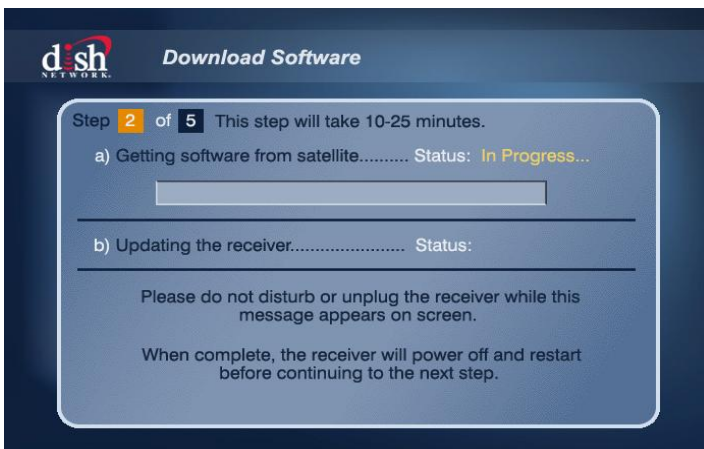 dish
NETWORK.
Download Software
Step 2 of 5 This step will take 10-25 minutes.
a) Getting software from satellite.......... Status: In Progress...
b) Updating the receiver...................... Status:
Please do not disturb or unplug the receiver while this
message appears on screen.
When complete, the receiver will power off and restart
before continuing to the next step.